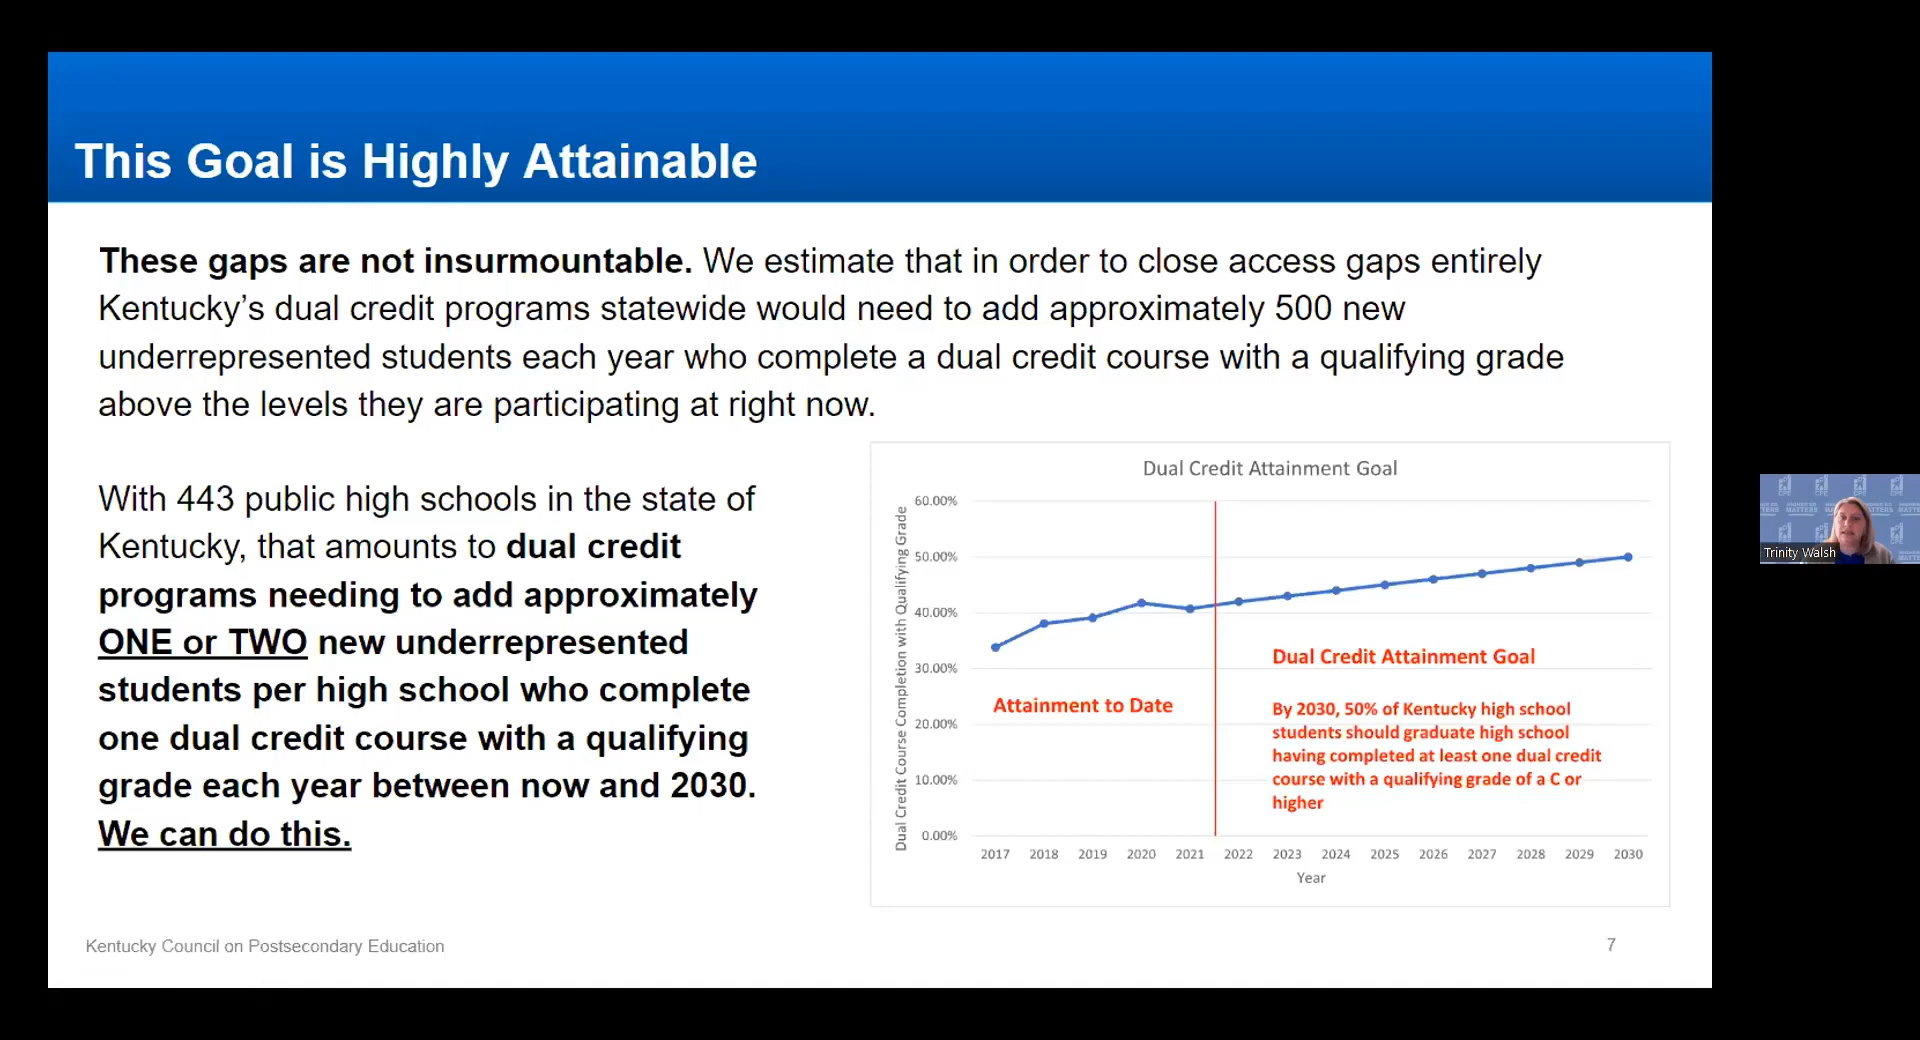 This Goal is Highly Attainable
These gaps are not insurmountable. We estimate that in order to close access gaps entirely
Kentucky’s dual credit programs statewide would need to add approximately 500 new
underrepresented students each year who complete a dual credit course with a qualifying grade
above the levels they are participating at right now.
With 443 public high schools in the state of
Kentucky, that amounts to dual credit
programs needing to add approximately
ONE or TWO new underrepresented
students per high school who complete
one dual credit course with a qualifying
grade each year between now and 2030.
We can do this.
Dual Credit Attainment Goal
Dual Credit Course Completion with Qualifying Grade
60.00%
50.00%
40.00%
30.00%
20.00%
10.00%
0.00%
Attainment to Date
Dual Credit Attainment Goal
By 2030, 50% of Kentucky high school
students should graduate high school
having completed at least one dual credit
course with a qualifying grade of a C or
higher
2017 2018 2019 2020 2021 2022 2023 2024 2025 2026 2027 2028 2029 2030
Year
Kentucky Council on Postsecondary Education
7
Trinity Walsh